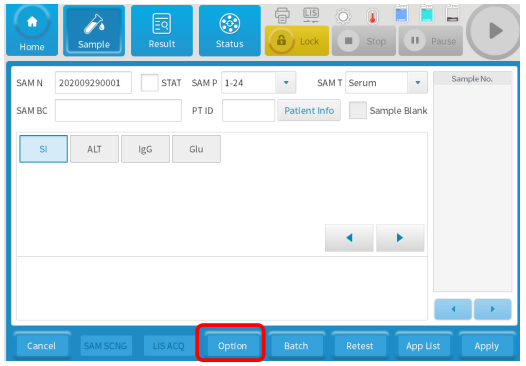 LIS
Home
Sample
Result
Status
Lock
Stop
Pause
SAM N 202009290001 STAT SAM P 1-24 SAM T Serum
Sample No.
SAM BC PT ID Patient Info Sample Blank
SI ALT IgG Glu
Cancel SAM SCNG LIS ACQ Option Batch Retest App List Apply